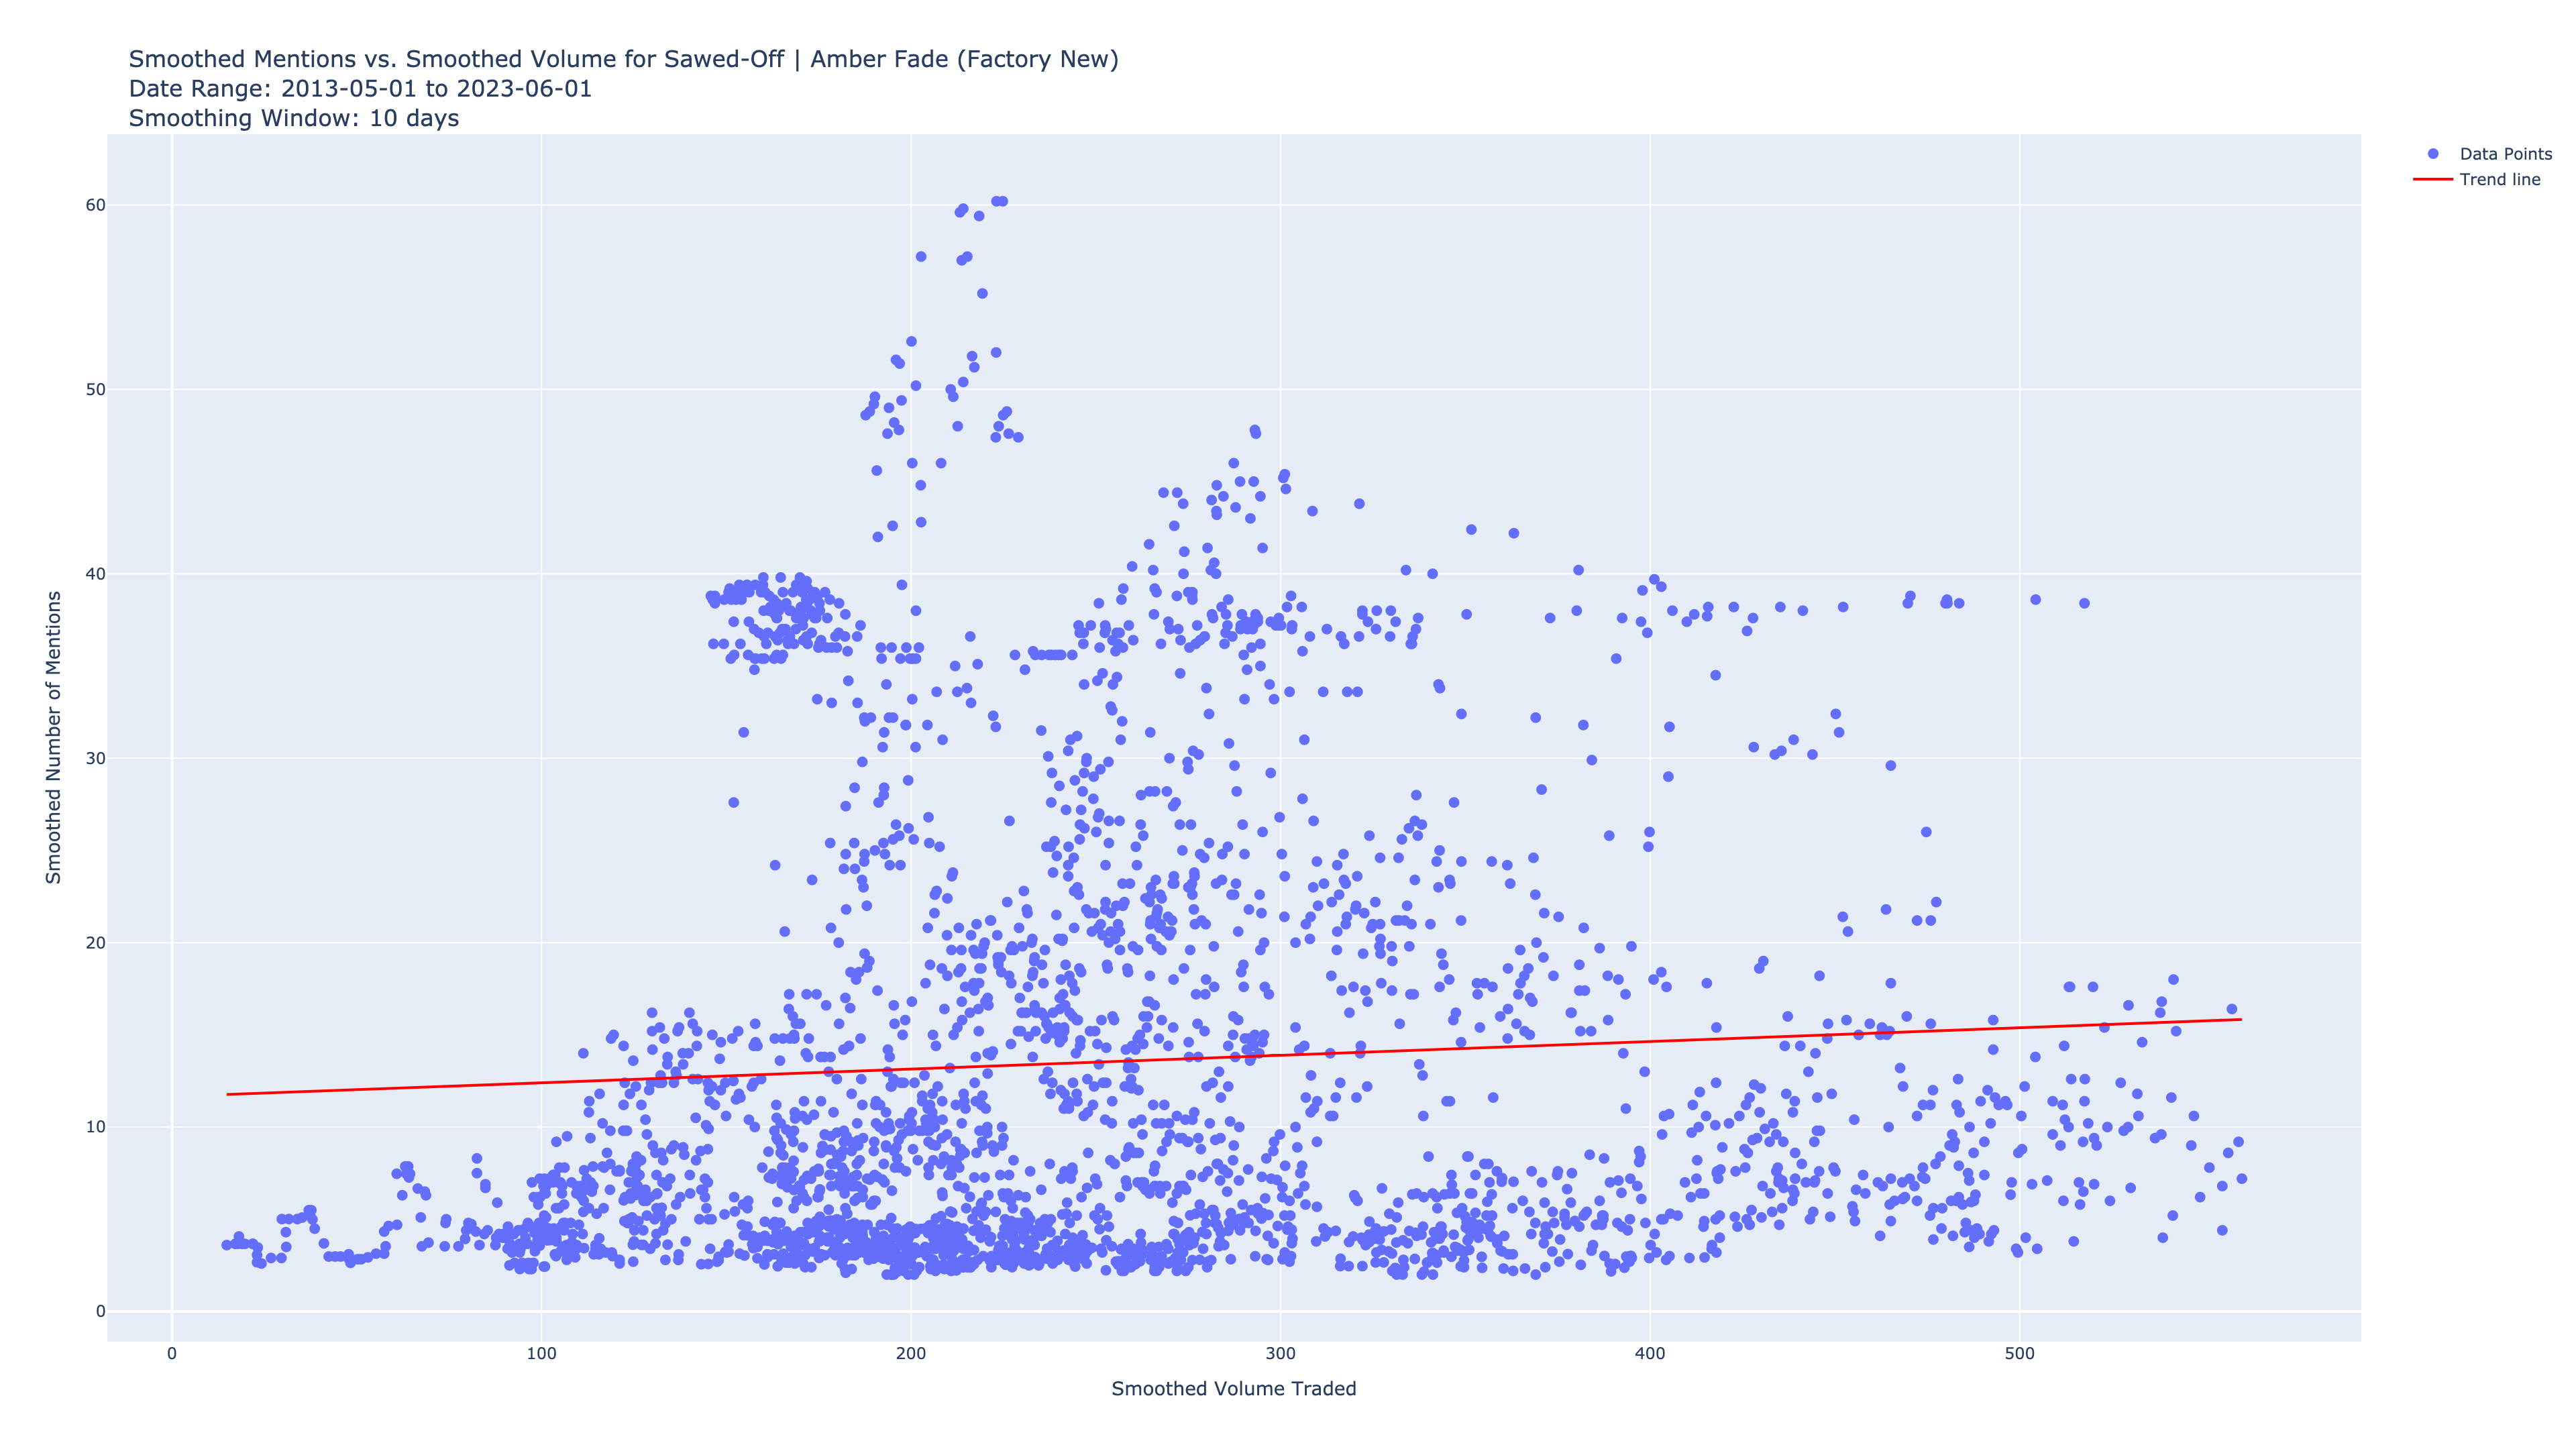 Smoothed Mentions vs. Smoothed Volume for Sawed-Off | Amber Fade (Factory New)
Date Range: 2013-05-01 to 2023-06-01
Smoothing Window: 10 days
Data Points
Trend line
60
50
40
30
20
10
0
Smoothed Number of Mentions
0
100
200
300
400
500
Smoothed Volume Traded